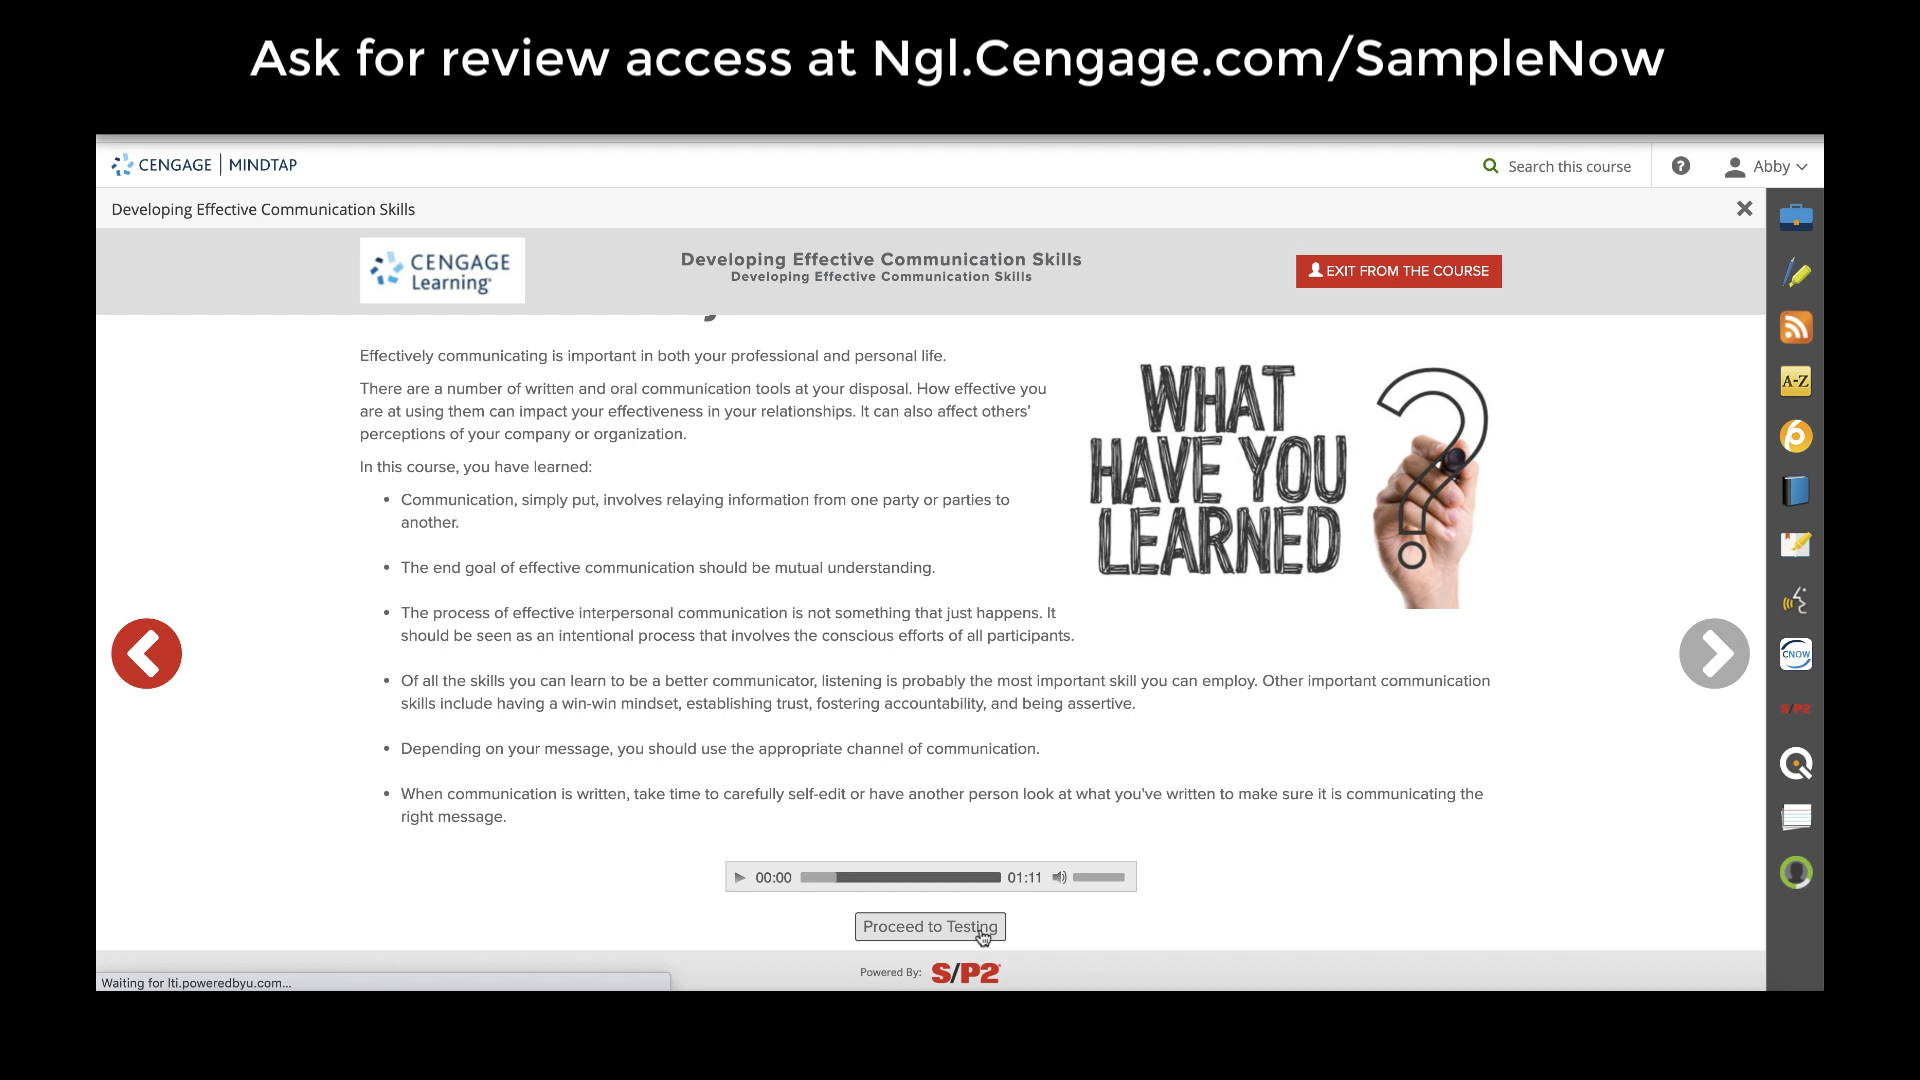 Ask for review access at Ngl.Cengage.com/SampleNow
CENGAGE | MINDTAP
Search this course
?
Abby
Developing Effective Communication Skills
CENGAGE
Learning
Developing Effective Communication Skills
Developing Effective Communication Skills
EXIT FROM THE COURSE
Effectively communicating is important in both your professional and personal life.
There are a number of written and oral communication tools at your disposal. How effective you
are at using them can impact your effectiveness in your relationships. It can also affect others’
perceptions of your company or organization.
In this course, you have learned:
• Communication, simply put, involves relaying information from one party or parties to
another.
• The end goal of effective communication should be mutual understanding.
• The process of effective interpersonal communication is not something that just happens. It
should be seen as an intentional process that involves the conscious efforts of all participants.
• Of all the skills you can learn to be a better communicator, listening is probably the most important skill you can employ. Other important communication
skills include having a win-win mindset, establishing trust, fostering accountability, and being assertive.
• Depending on your message, you should use the appropriate channel of communication.
• When communication is written, take time to carefully self-edit or have another person look at what you've written to make sure it is communicating the
right message.
WHAT
HAVE YOU
LEARNED
?
A-Z
CNOW
S/P2
00:00
01:11
Proceed to Testing
Powered By: S/P2
Waiting for lti.poweredbyu.com...